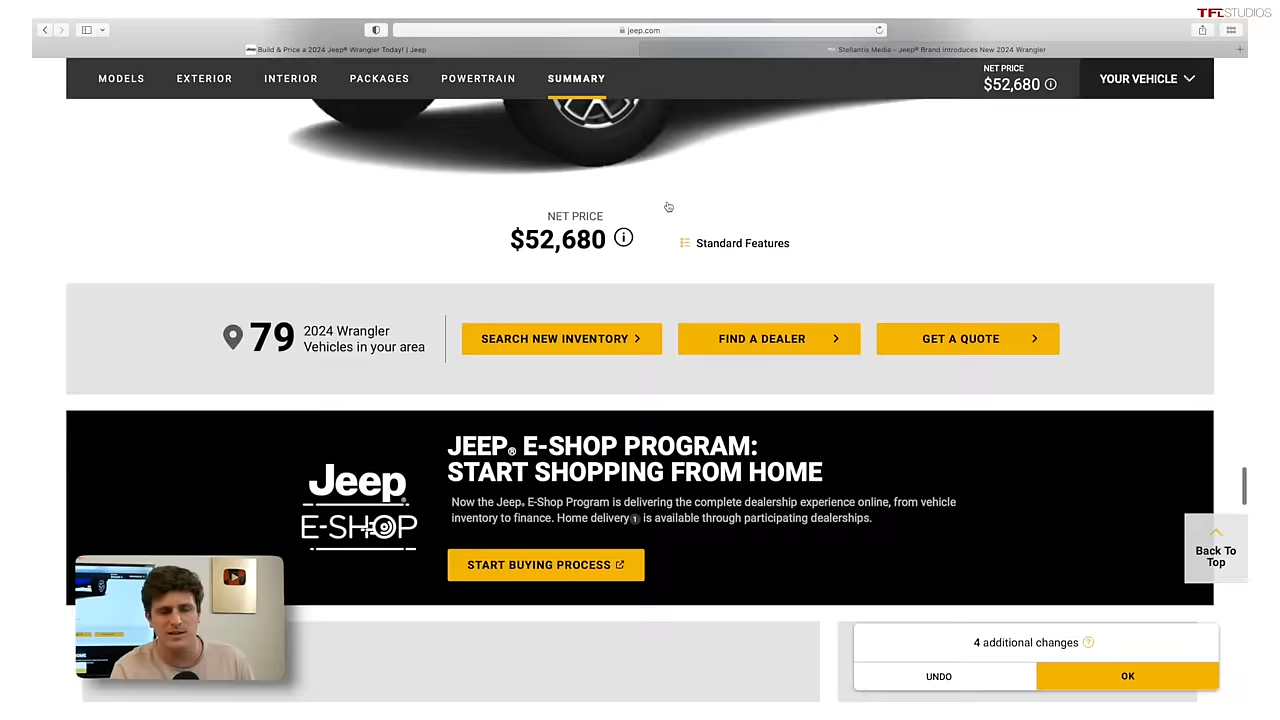 TFLSTUDIOS
jeep.com
Build & Price a 2024 Jeep® Wrangler Today! | Jeep
Stellantis Media - Jeep® Brand Introduces New 2024 Wrangler
MODELS
EXTERIOR
INTERIOR
PACKAGES
POWERTRAIN
SUMMARY
NET PRICE
$52,680
YOUR VEHICLE
NET PRICE
$52,680
Standard Features
79
2024 Wrangler
Vehicles in your area
SEARCH NEW INVENTORY
FIND A DEALER
GET A QUOTE
JEEP® E-SHOP PROGRAM:
START SHOPPING FROM HOME
Jeep®
E-SHOP
Now the Jeep® E-Shop Program is delivering the complete dealership experience online, from vehicle
inventory to finance. Home delivery 1 is available through participating dealerships.
START BUYING PROCESS
Back To
Top
4 additional changes
UNDO
OK